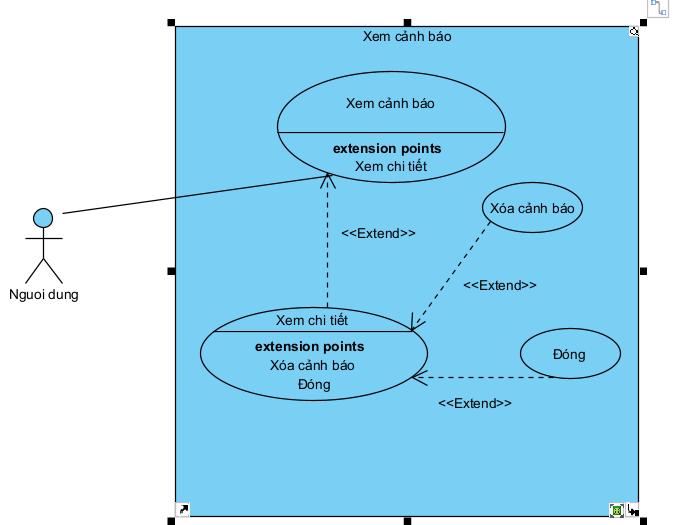 Xem cảnh báo
Xem cảnh báo
extension points
Xem chi tiết
Xóa cảnh báo
<<Extend>>
<<Extend>>
Nguoi dung
Xem chi tiết
extension points
Xóa cảnh báo
Đóng
Đóng
<<Extend>>